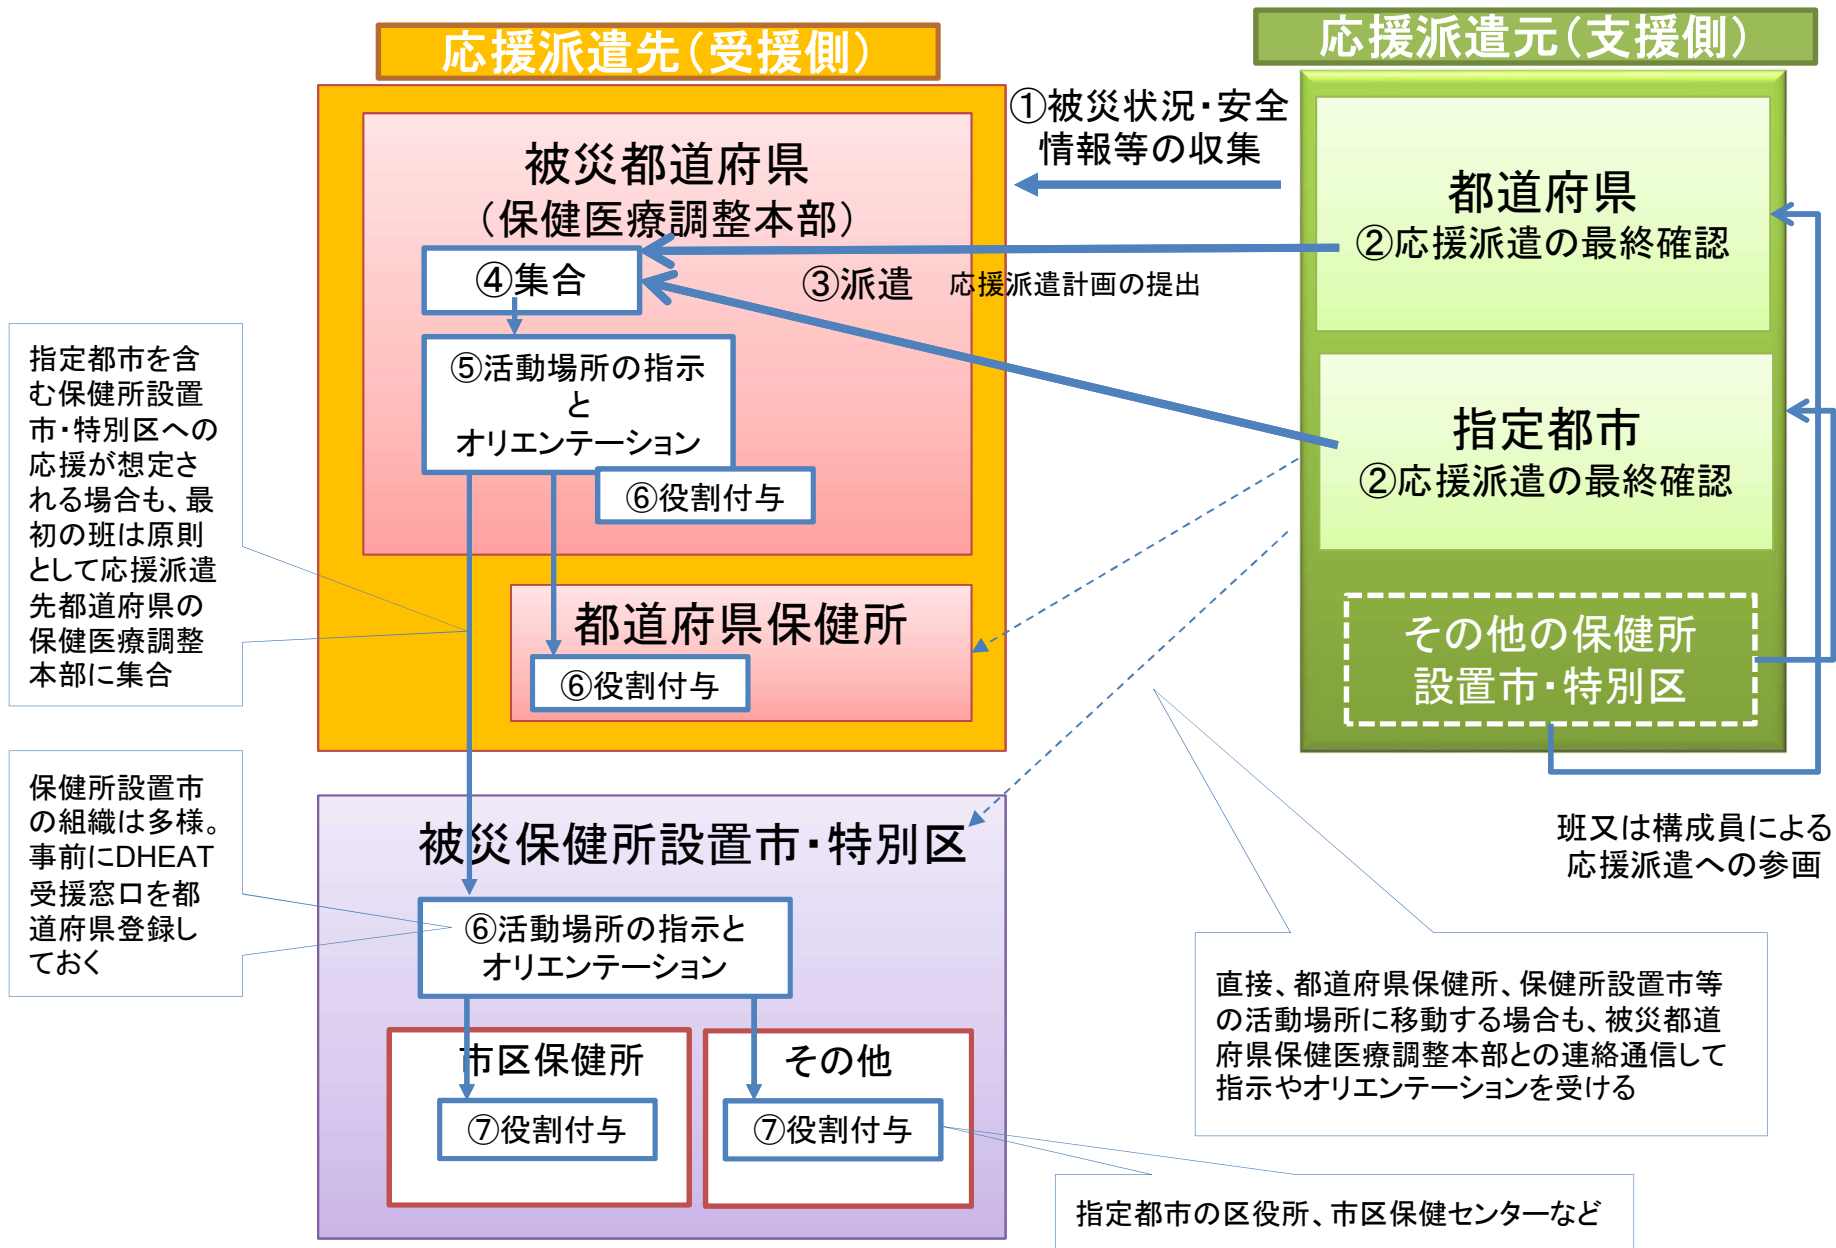 応援派遣先(受援側)
応援派遣元(支援側)
①被災状況・安全
情報等の収集
被災都道府県
(保健医療調整本部)
④集合
③派遣 応援派遣計画の提出
⑤活動場所の指示
と
オリエンテーション
⑥役割付与
都道府県保健所
⑥役割付与
都道府県
②応援派遣の最終確認
指定都市
②応援派遣の最終確認
その他の保健所
設置市・特別区
班又は構成員による
応援派遣への参画
指定都市を含
む保健所設置
市・特別区への
応援が想定さ
れる場合も、最
初の班は原則
として応援派遣
先都道府県の
保健医療調整
本部に集合
保健所設置市
の組織は多様。
事前にDHEAT
受援窓口を都
道府県登録し
ておく
被災保健所設置市・特別区
⑥活動場所の指示と
オリエンテーション
市区保健所
⑦役割付与
その他
⑦役割付与
直接、都道府県保健所、保健所設置市等
の活動場所に移動する場合も、被災都道
府県保健医療調整本部との連絡通信して
指示やオリエンテーションを受ける
指定都市の区役所、市区保健センターなど